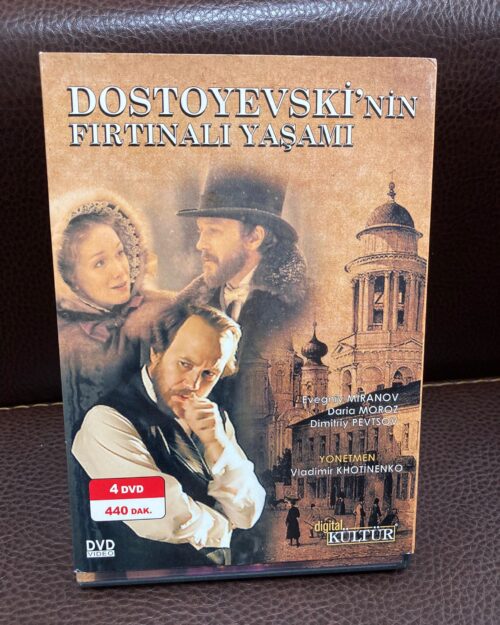 DOSTOYEVSKİ'NİN
FIRTINALI YAŞAMI
Evegniy MIRANOV
Daria MOROZ
Dimitriy PEVTSOV
YÖNETMEN
Vladimir KHOTINENKO
4 DVD
440 DAK.
DVD
VIDEO
digital
KÜLTÜR